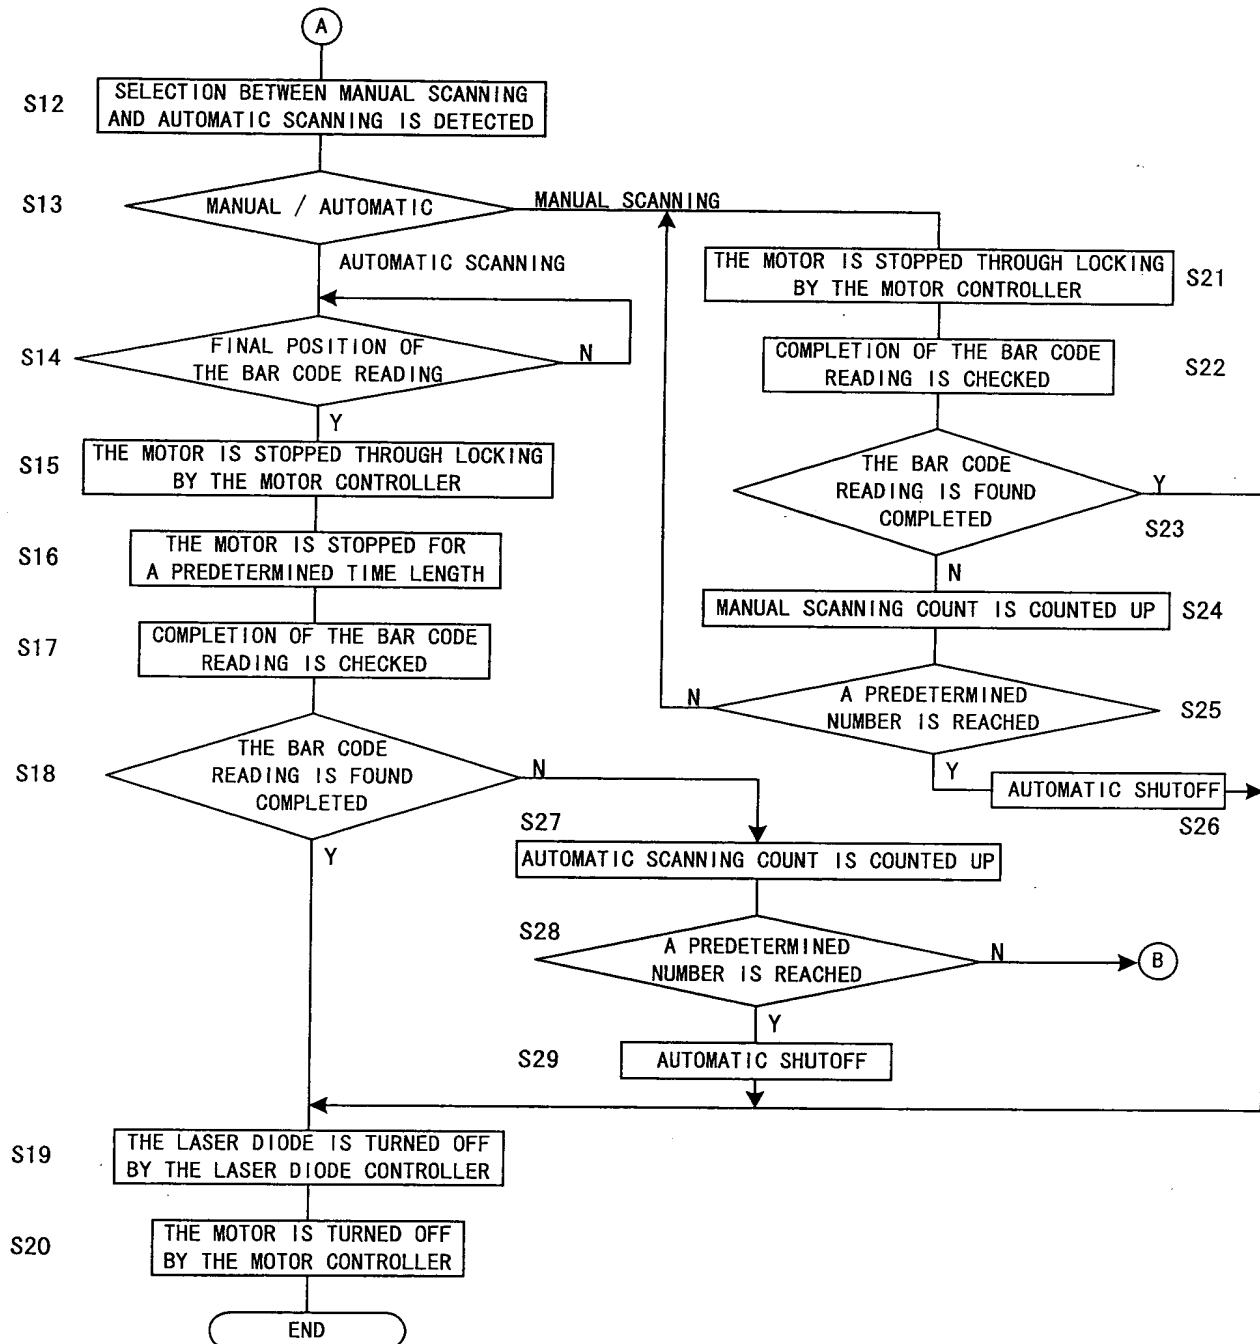 A
S12
SELECTION BETWEEN MANUAL SCANNING
AND AUTOMATIC SCANNING IS DETECTED
S13
MANUAL / AUTOMATIC
MANUAL SCANNING
AUTOMATIC SCANNING
S14
FINAL POSITION OF
THE BAR CODE READING
N
Y
S15
THE MOTOR IS STOPPED THROUGH LOCKING
BY THE MOTOR CONTROLLER
S16
THE MOTOR IS STOPPED FOR
A PREDETERMINED TIME LENGTH
S17
COMPLETION OF THE BAR CODE
READING IS CHECKED
S18
THE BAR CODE
READING IS FOUND
COMPLETED
N
Y
THE MOTOR IS STOPPED THROUGH LOCKING
BY THE MOTOR CONTROLLER
S21
COMPLETION OF THE BAR CODE
READING IS CHECKED
S22
THE BAR CODE
READING IS FOUND
COMPLETED
Y
S23
N
MANUAL SCANNING COUNT IS COUNTED UP
S24
N
A PREDETERMINED
NUMBER IS REACHED
S25
Y
AUTOMATIC SHUTOFF
S26
S27
AUTOMATIC SCANNING COUNT IS COUNTED UP
S28
A PREDETERMINED
NUMBER IS REACHED
N
B
Y
S29
AUTOMATIC SHUTOFF
S19
THE LASER DIODE IS TURNED OFF
BY THE LASER DIODE CONTROLLER
S20
THE MOTOR IS TURNED OFF
BY THE MOTOR CONTROLLER
END